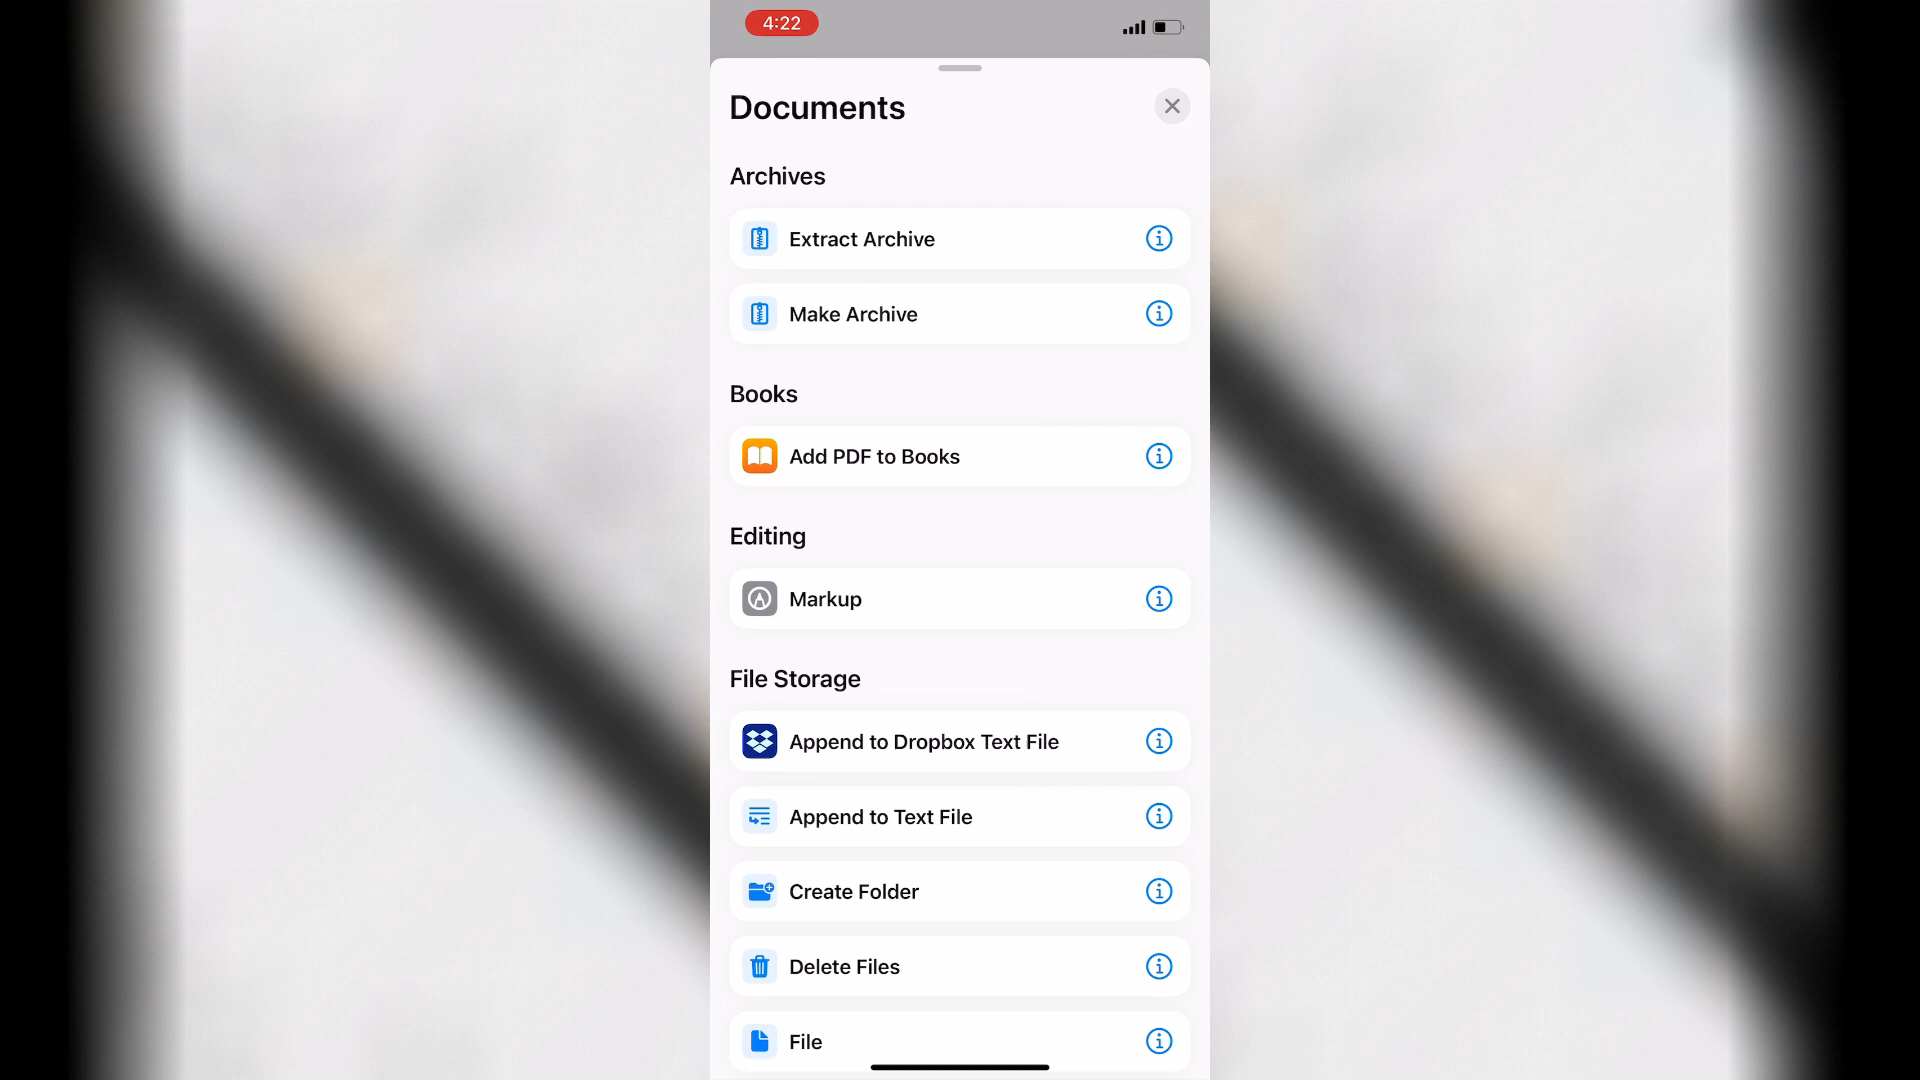 4:22
Documents
Archives
Extract Archive
Make Archive
Books
Add PDF to Books
Editing
Markup
File Storage
Append to Dropbox Text File
Append to Text File
Create Folder
Delete Files
File